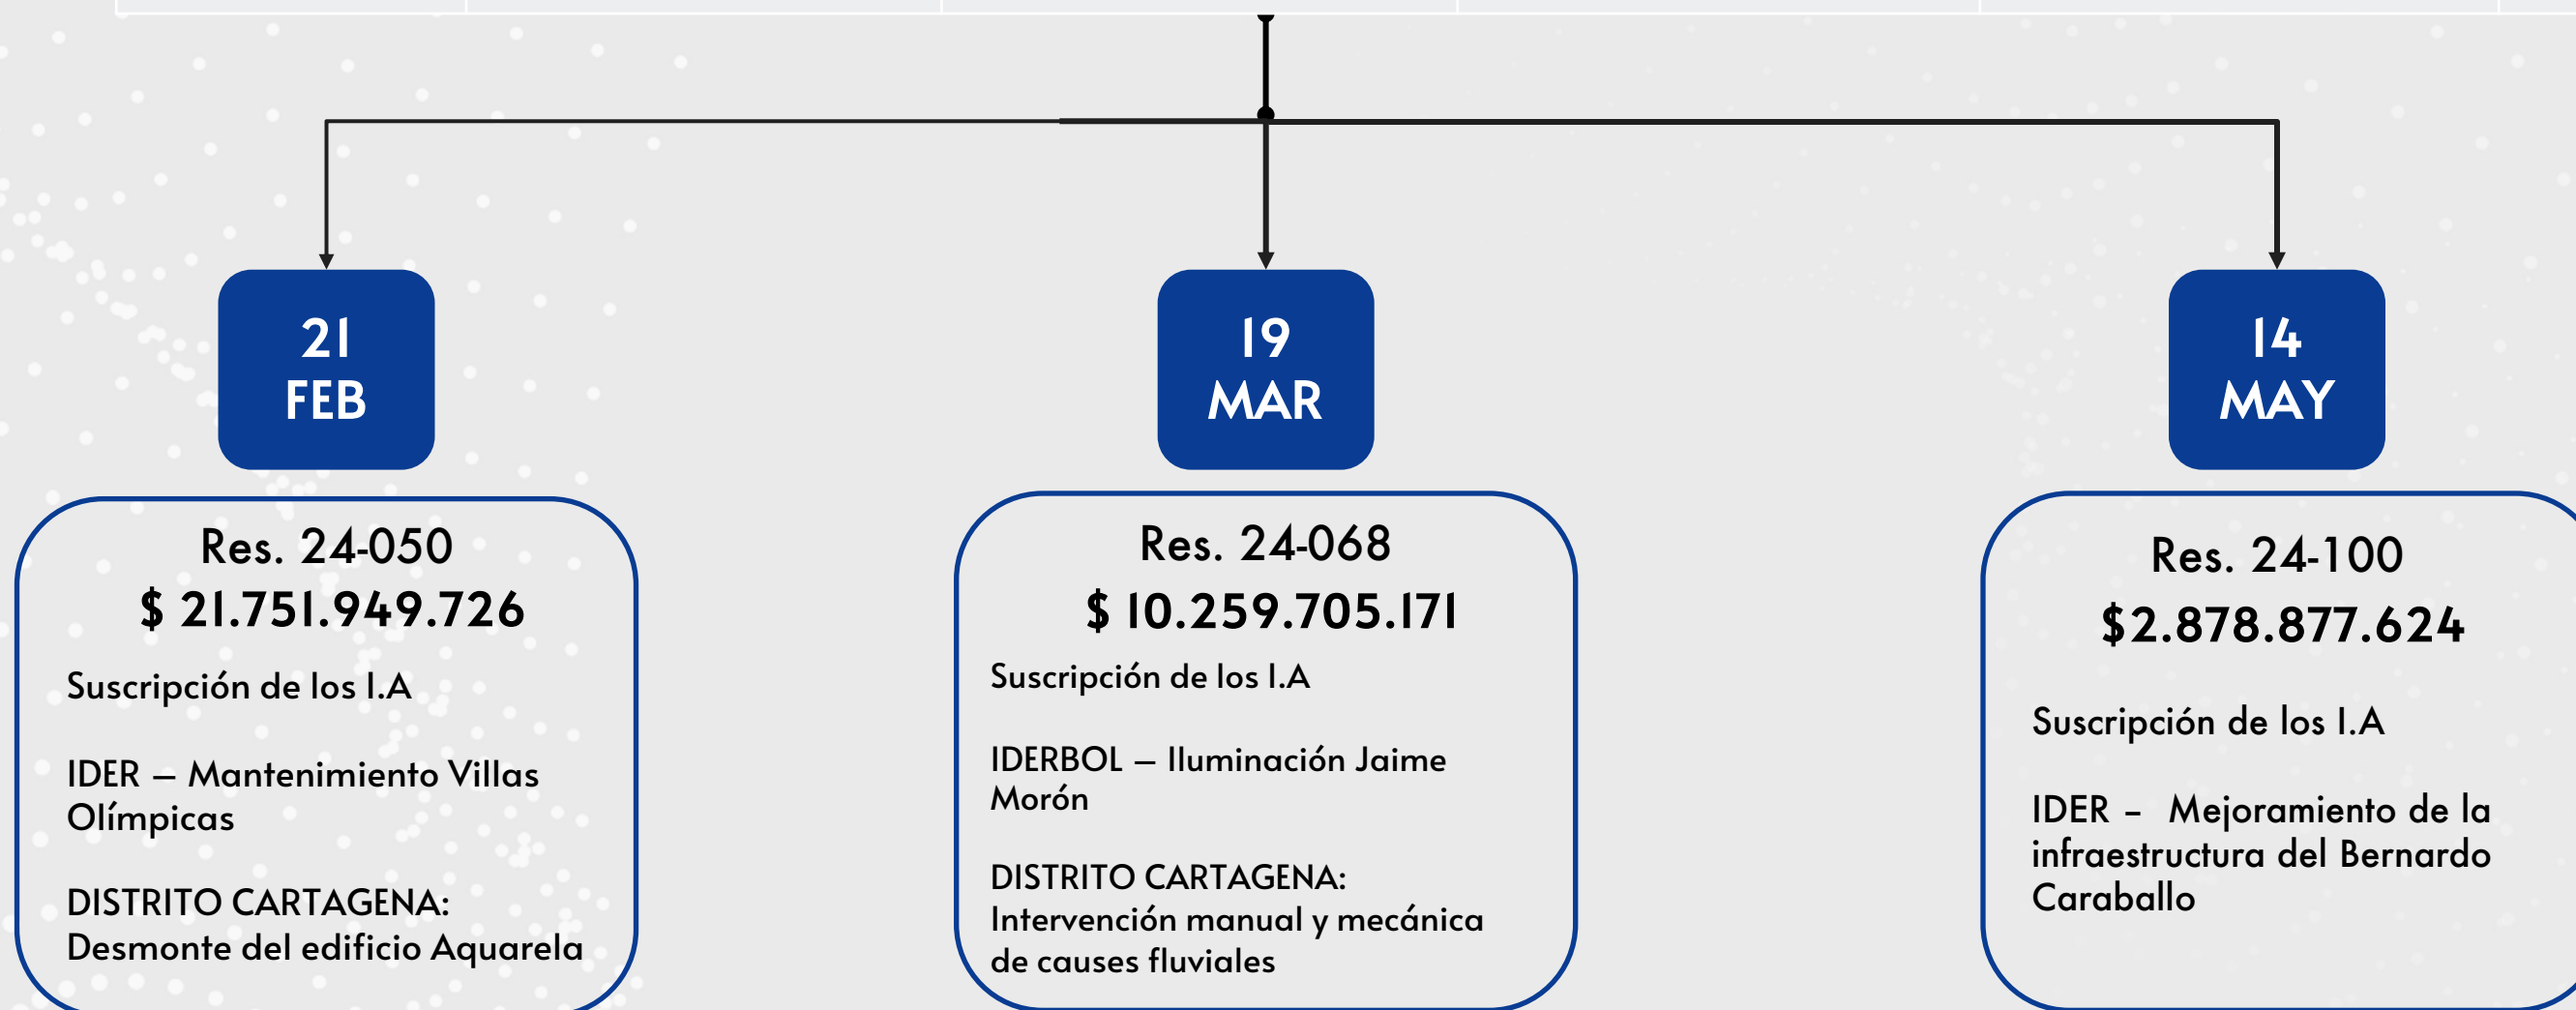 21
FEB
Res. 24-050
$ 21.751.949.726
Suscripción de los I.A
IDER – Mantenimiento Villas
Olímpicas
DISTRITO CARTAGENA:
Desmonte del edificio Aquarela
19
MAR
Res. 24-068
$ 10.259.705.171
Suscripción de los I.A
IDERBOL – Iluminación Jaime
Morón
DISTRITO CARTAGENA:
Intervención manual y mecánica
de causes fluviales
14
MAY
Res. 24-100
$2.878.877.624
Suscripción de los I.A
IDER - Mejoramiento de la
infraestructura del Bernardo
Caraballo